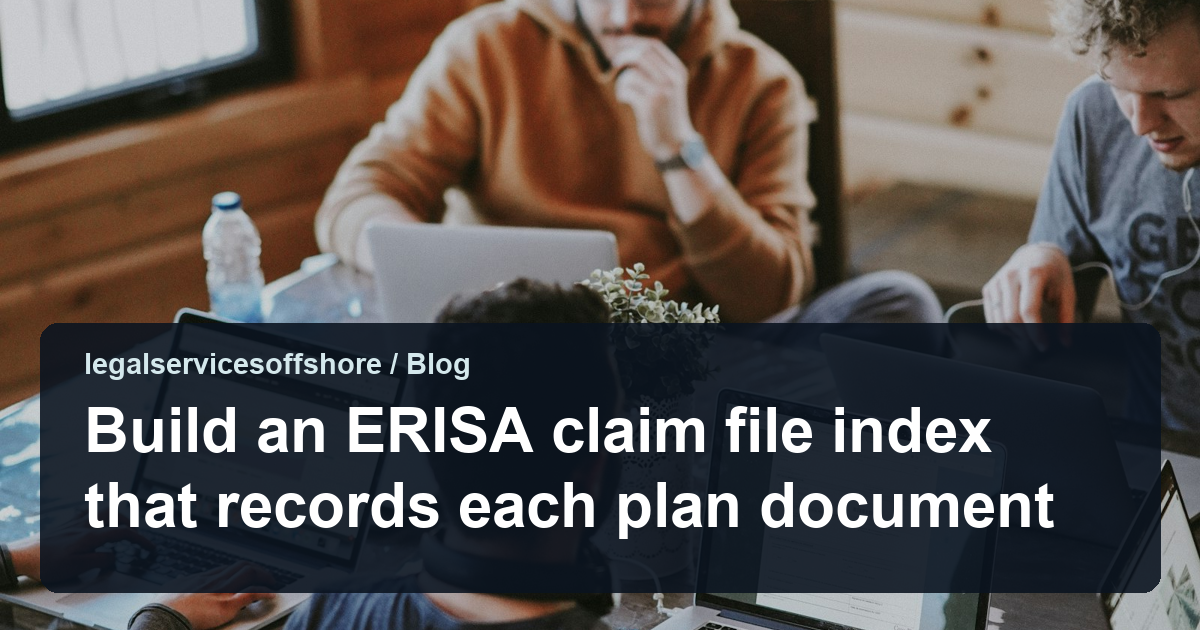 legalservicesoffshore / Blog
Build an ERISA claim file index
that records each plan document